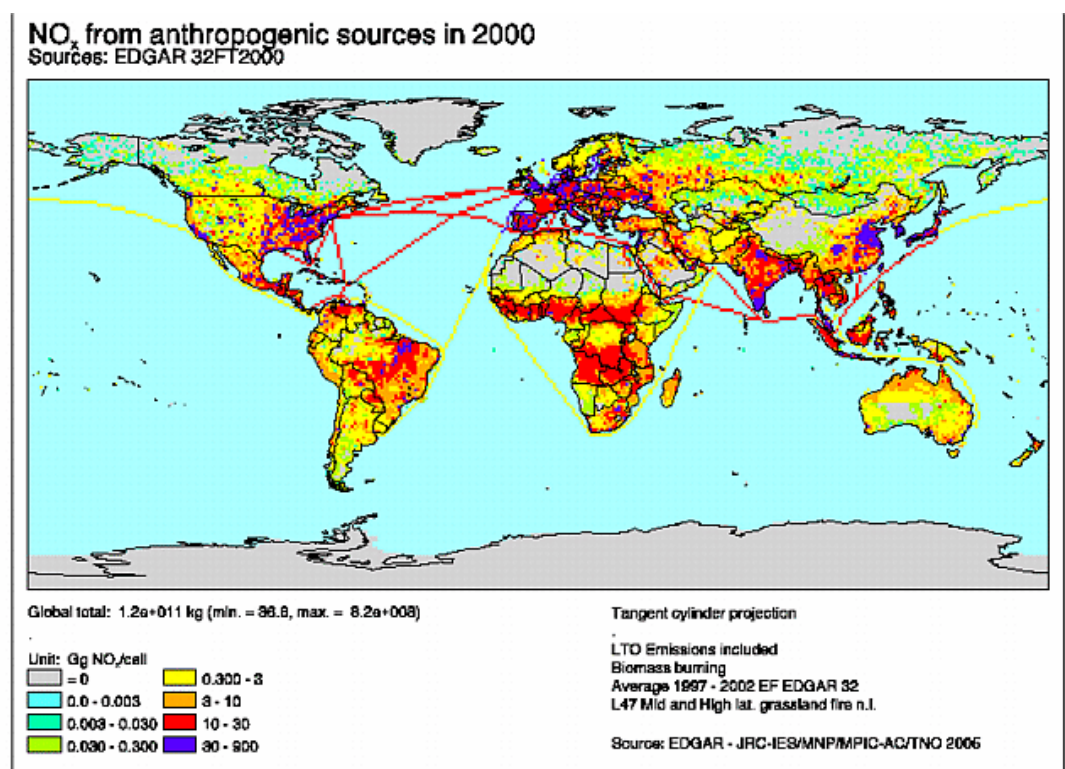 NOx from anthropogenic sources in 2000
Sources: EDGAR 32FT2000
Global total: 1.2e+011 kg (min. = 36.8, max. = 8.2e+008)
.
Unit: Gg NOx/cell
= 0
0.0 - 0.003
0.003 - 0.030
0.030 - 0.300
0.300 - 3
3 - 10
10 - 30
30 - 900
Tangent cylinder projection
.
LTO Emissions included
Biomass burning
Average 1997 - 2002 EF EDGAR 32
L47 Mid and High lat. grassland fire n.l.
Source: EDGAR - JRC-IES/MNP/MPIC-AC/TNO 2006